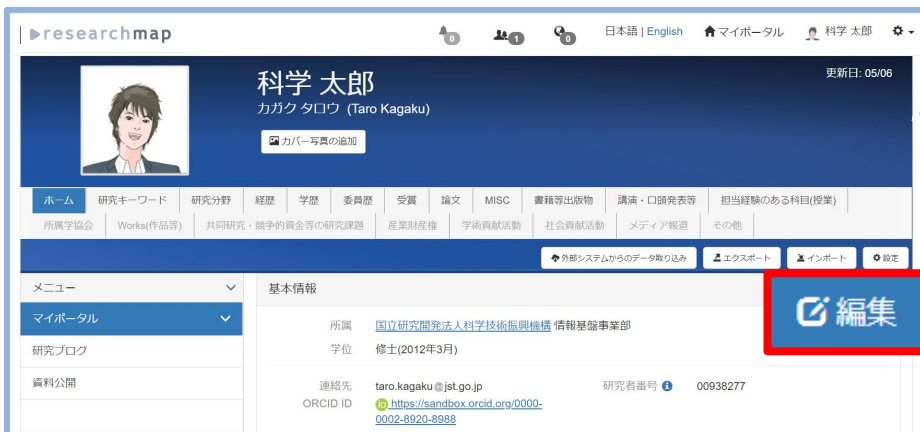 researchmap
0 1 0 日本語 | English マイポータル 科学 太郎
更新日: 05/06
科学 太郎
カガク タロウ (Taro Kagaku)
カバー写真の追加
ホーム 研究キーワード 研究分野 経歴 学歴 委員歴 受賞 論文 MISC 書籍等出版物 講演・口頭発表等 担当経験のある科目(授業)
所属学協会 Works(作品等) 共同研究・競争的資金等の研究課題 産業財産権 学術貢献活動 社会貢献活動 メディア報道 その他
外部システムからのデータ取り込み エクスポート インポート 設定
メニュー
マイポータル
研究ブログ
資料公開
基本情報
編集
所属 国立研究開発法人科学技術振興機構 情報基盤事業部
学位 修士(2012年3月)
連絡先 taro.kagaku@jst.go.jp 研究者番号 00938277
ORCID ID https://sandbox.orcid.org/0000-
0002-8920-8988